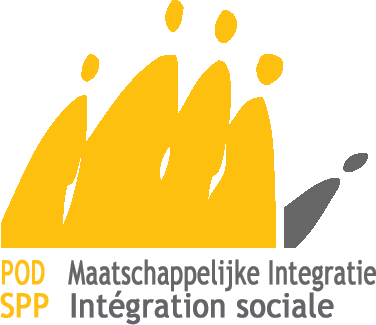 POD Maatschappelijke Integratie
SPP Intégration sociale